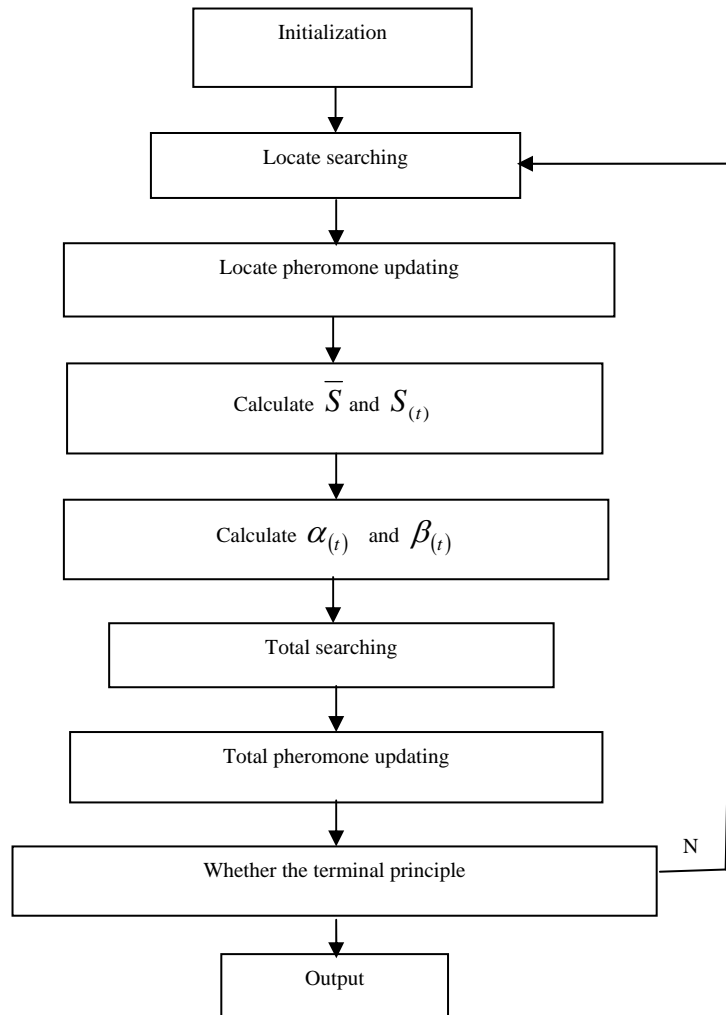 Initialization
Locate searching
Locate pheromone updating
Calculate S̅ and S(t)
Calculate α(t) and β(t)
Total searching
Total pheromone updating
Whether the terminal principle
N
Output